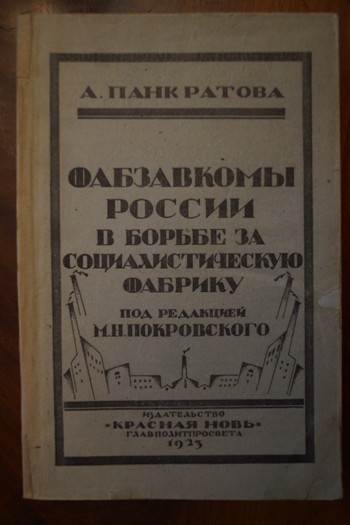 А. ПАНКРАТОВА
ФАБЗАВКОМЫ
РОССИИ
В БОРЬБЕ ЗА
СОЦИАЛИСТИЧЕСКУЮ
ФАБРИКУ
ПОД РЕДАКЦИЕЙ
М.Н.ПОКРОВСКОГО
ИЗДАТЕЛЬСТВО
«КРАСНАЯ НОВЬ»
ГЛАВПОЛИТПРОСВЕТА
1923